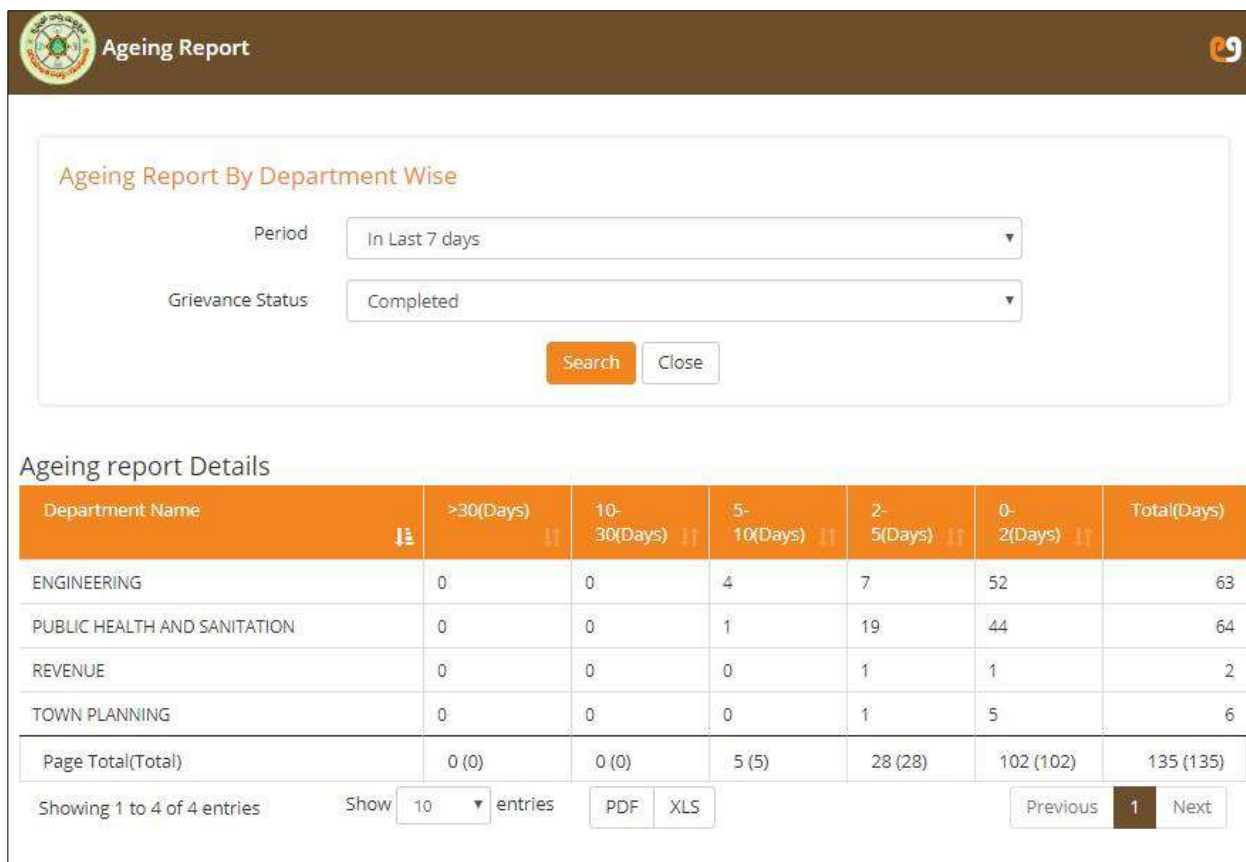 Ageing Report
Ageing Report By Department Wise
Period In Last 7 days
Grievance Status Completed
Search Close
Ageing report Details
Department Name >30(Days) 10-30(Days) 5-10(Days) 2-5(Days) 0-2(Days) Total(Days)
ENGINEERING 0 0 4 7 52 63
PUBLIC HEALTH AND SANITATION 0 0 1 19 44 64
REVENUE 0 0 0 1 1 2
TOWN PLANNING 0 0 0 1 5 6
Page Total(Total) 0 (0) 0 (0) 5 (5) 28 (28) 102 (102) 135 (135)
Showing 1 to 4 of 4 entries Show 10 entries PDF XLS Previous 1 Next